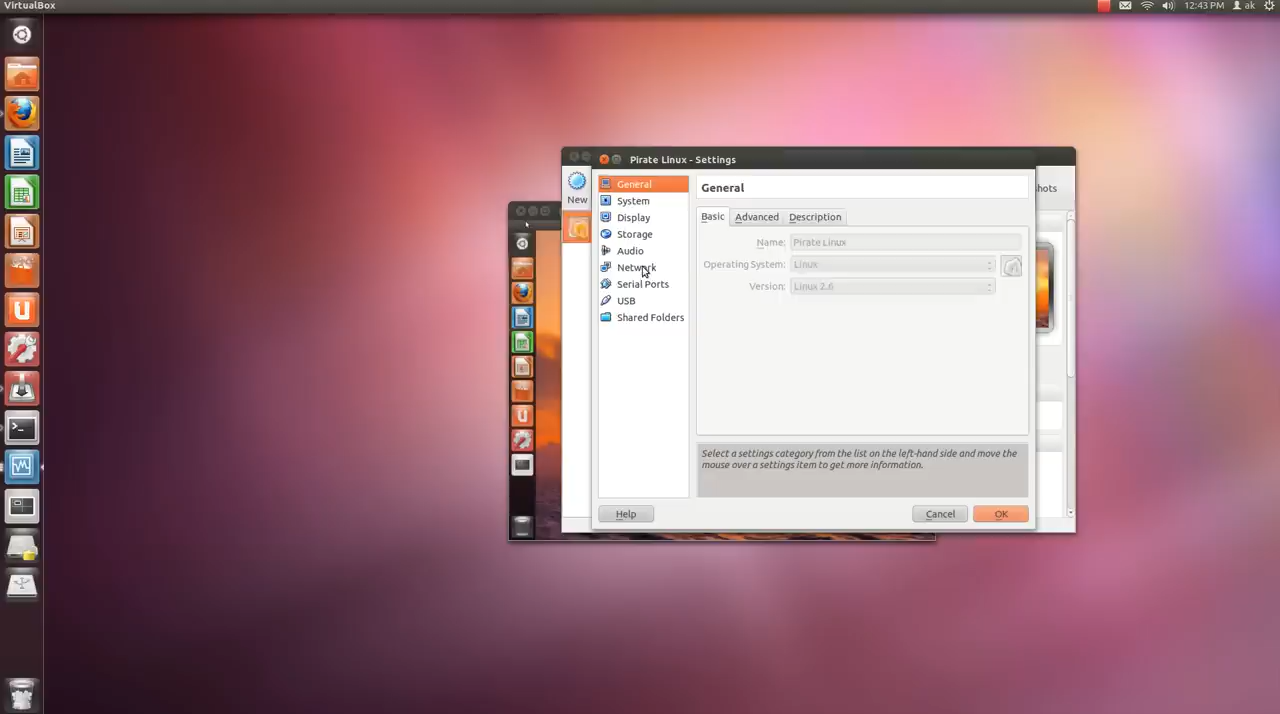 VirtualBox
12:43 PM ak
Pirate Linux - Settings
New
General
System
Display
Storage
Audio
Network
Serial Ports
USB
Shared Folders
General
Basic Advanced Description
Name: Pirate Linux
Operating System: Linux
Version: Linux 2.6
Select a settings category from the list on the left-hand side and move the
mouse over a settings item to get more information.
Help Cancel OK
hots